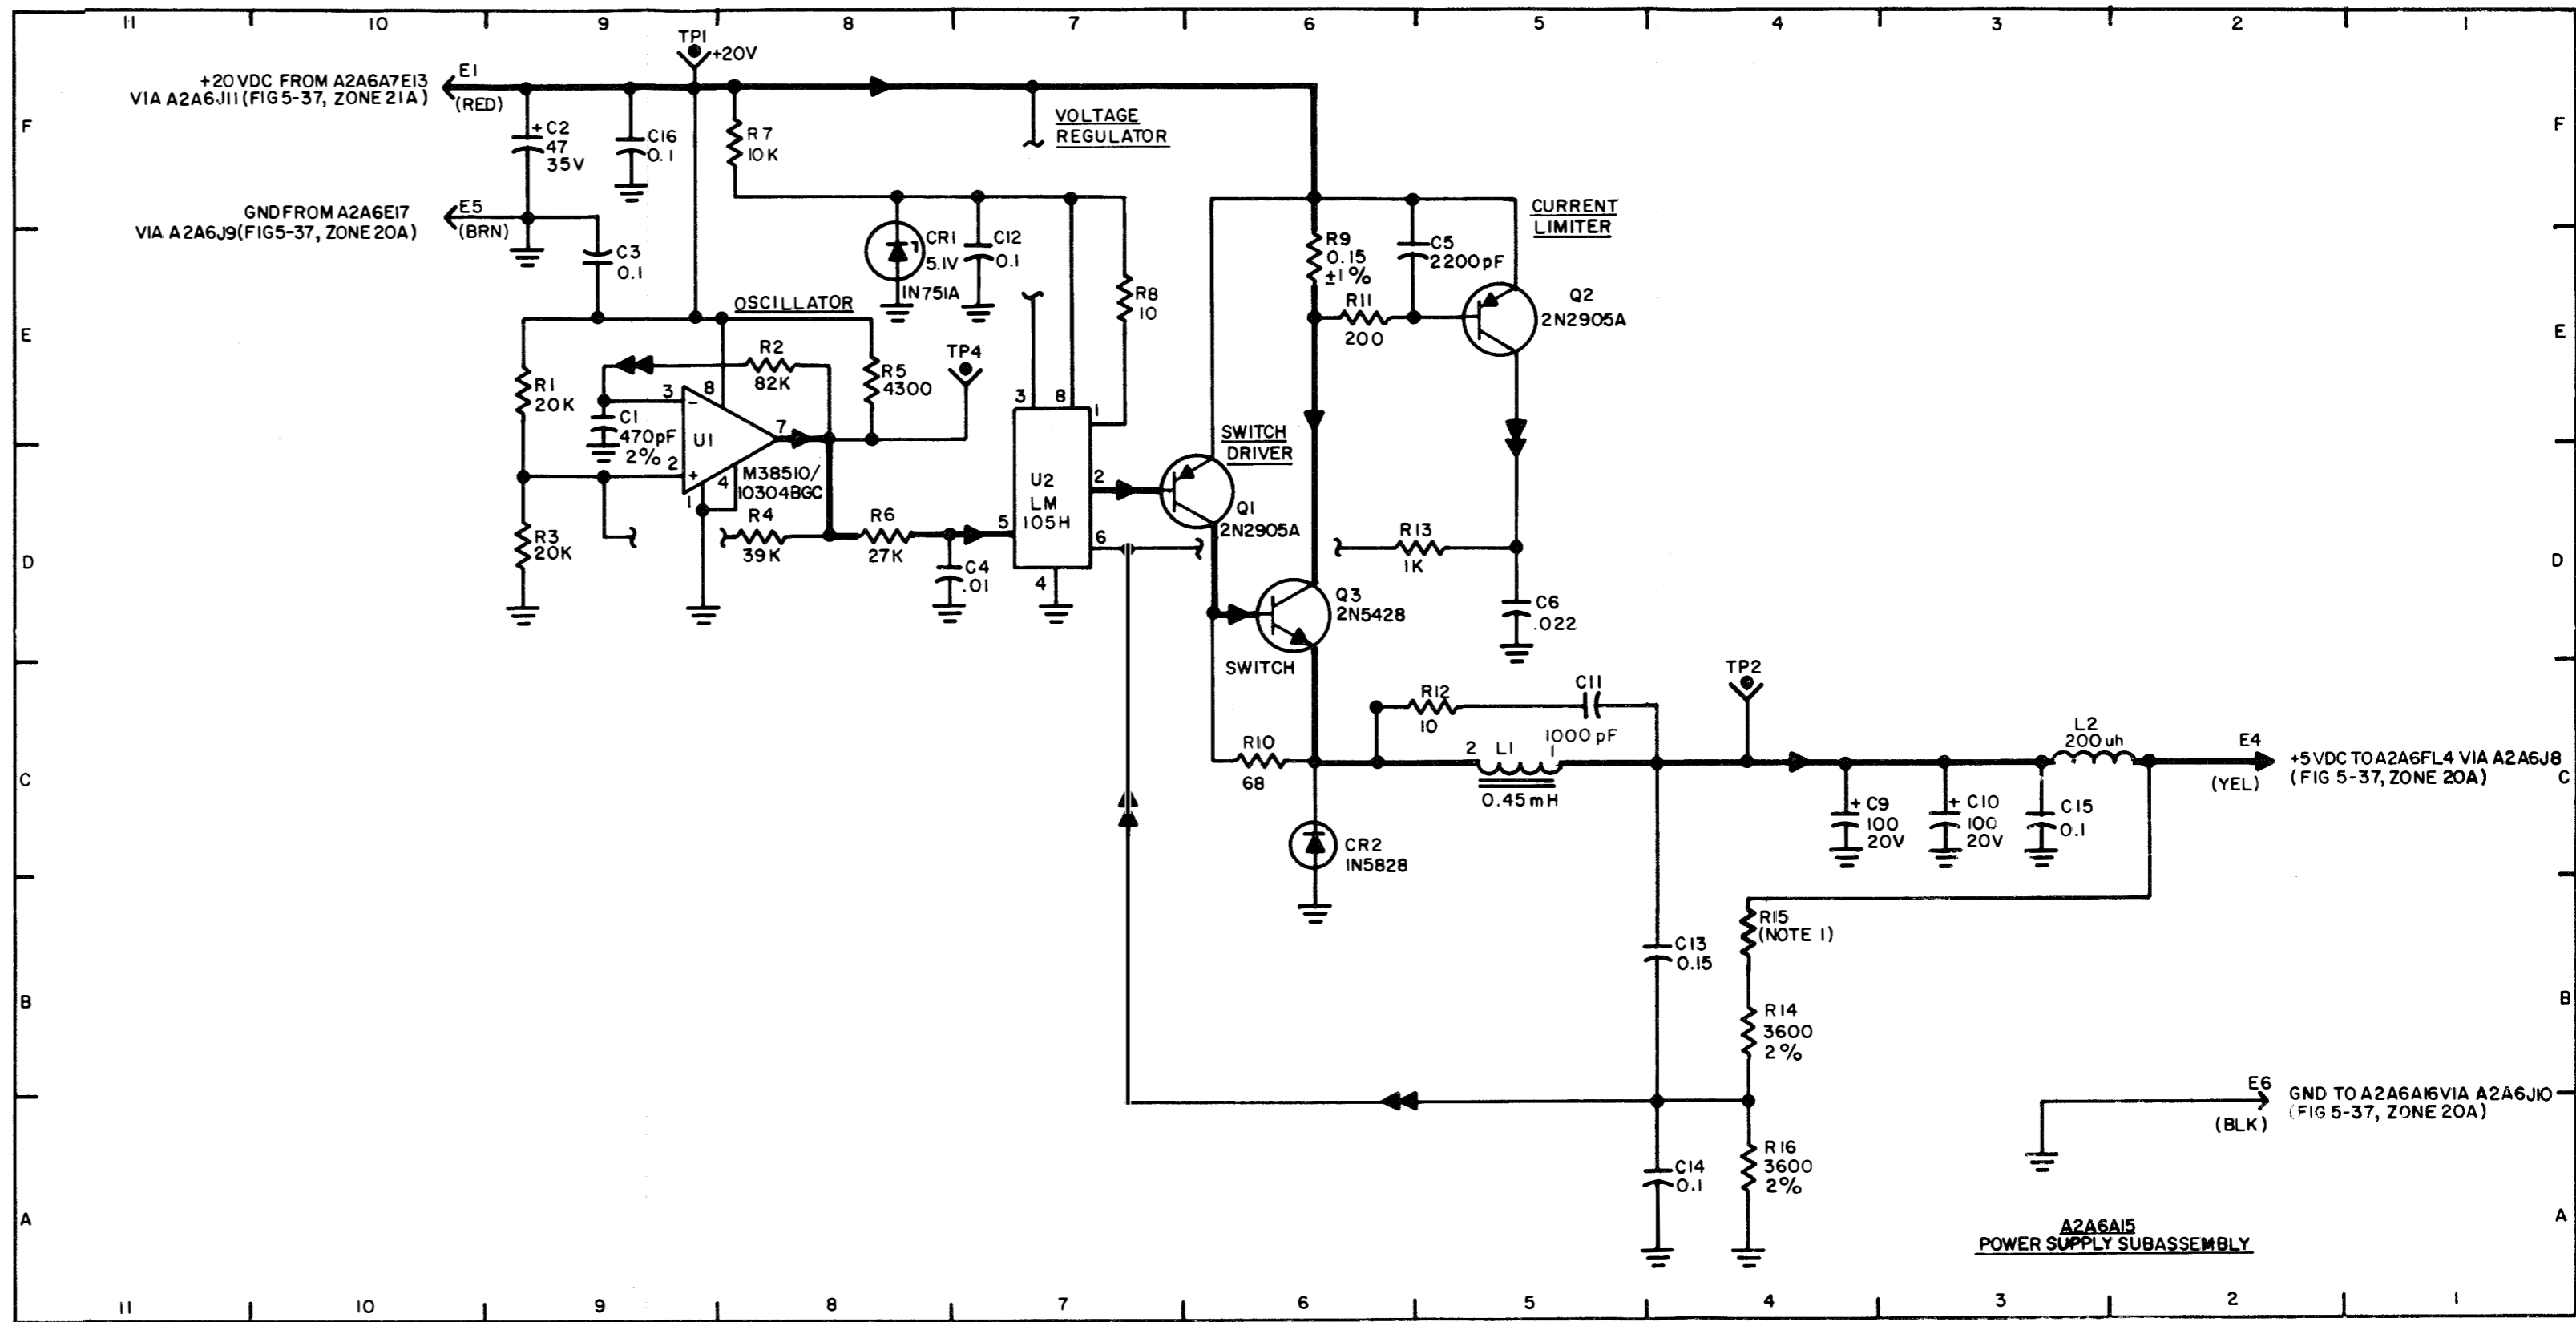 11 10 9 8 7 6 5 4 3 2 1
TP1
+20V
+20VDC FROM A2A6A7E13
VIA A2A6J11(FIG 5-37, ZONE 21A)
E1
(RED)
F
+ C2
47
35V
C16
0.1
R7
10K
VOLTAGE
REGULATOR
F
GND FROM A2A6E17
VIA A2A6J9(FIG5-37, ZONE 20A)
E5
(BRN)
C3
0.1
CR1
5.1V
1N751A
C12
0.1
R8
10
R9
0.15
±1%
C5
2200pF
CURRENT
LIMITER
R11
200
Q2
2N2905A
OSCILLATOR
E
E
R1
20K
R2
82K
R5
4300
TP4
C1
470pF
2%
3
8
−
U1
7
2
+
1
4
M38510/
10304BGC
3
8
1
U2
LM
105H
2
5
6
4
SWITCH
DRIVER
Q1
2N2905A
R3
20K
R4
39K
R6
27K
C4
.01
R13
1K
D
D
Q3
2N5428
C6
.022
SWITCH
TP2
R12
10
C11
1000 pF
R10
68
2
L1
1
0.45mH
L2
200uh
E4
(YEL)
+5VDC TO A2A6FL4 VIA A2A6J8
(FIG 5-37, ZONE 20A)
C
C
+ C9
100
20V
+ C10
100
20V
C15
0.1
CR2
1N5828
R15
(NOTE 1)
C13
0.15
B
B
R14
3600
2%
E6
(BLK)
GND TO A2A6A16VIA A2A6J10
(FIG 5-37, ZONE 20A)
C14
0.1
R16
3600
2%
A
A
A2A6A15
POWER SUPPLY SUBASSEMBLY
11 10 9 8 7 6 5 4 3 2 1